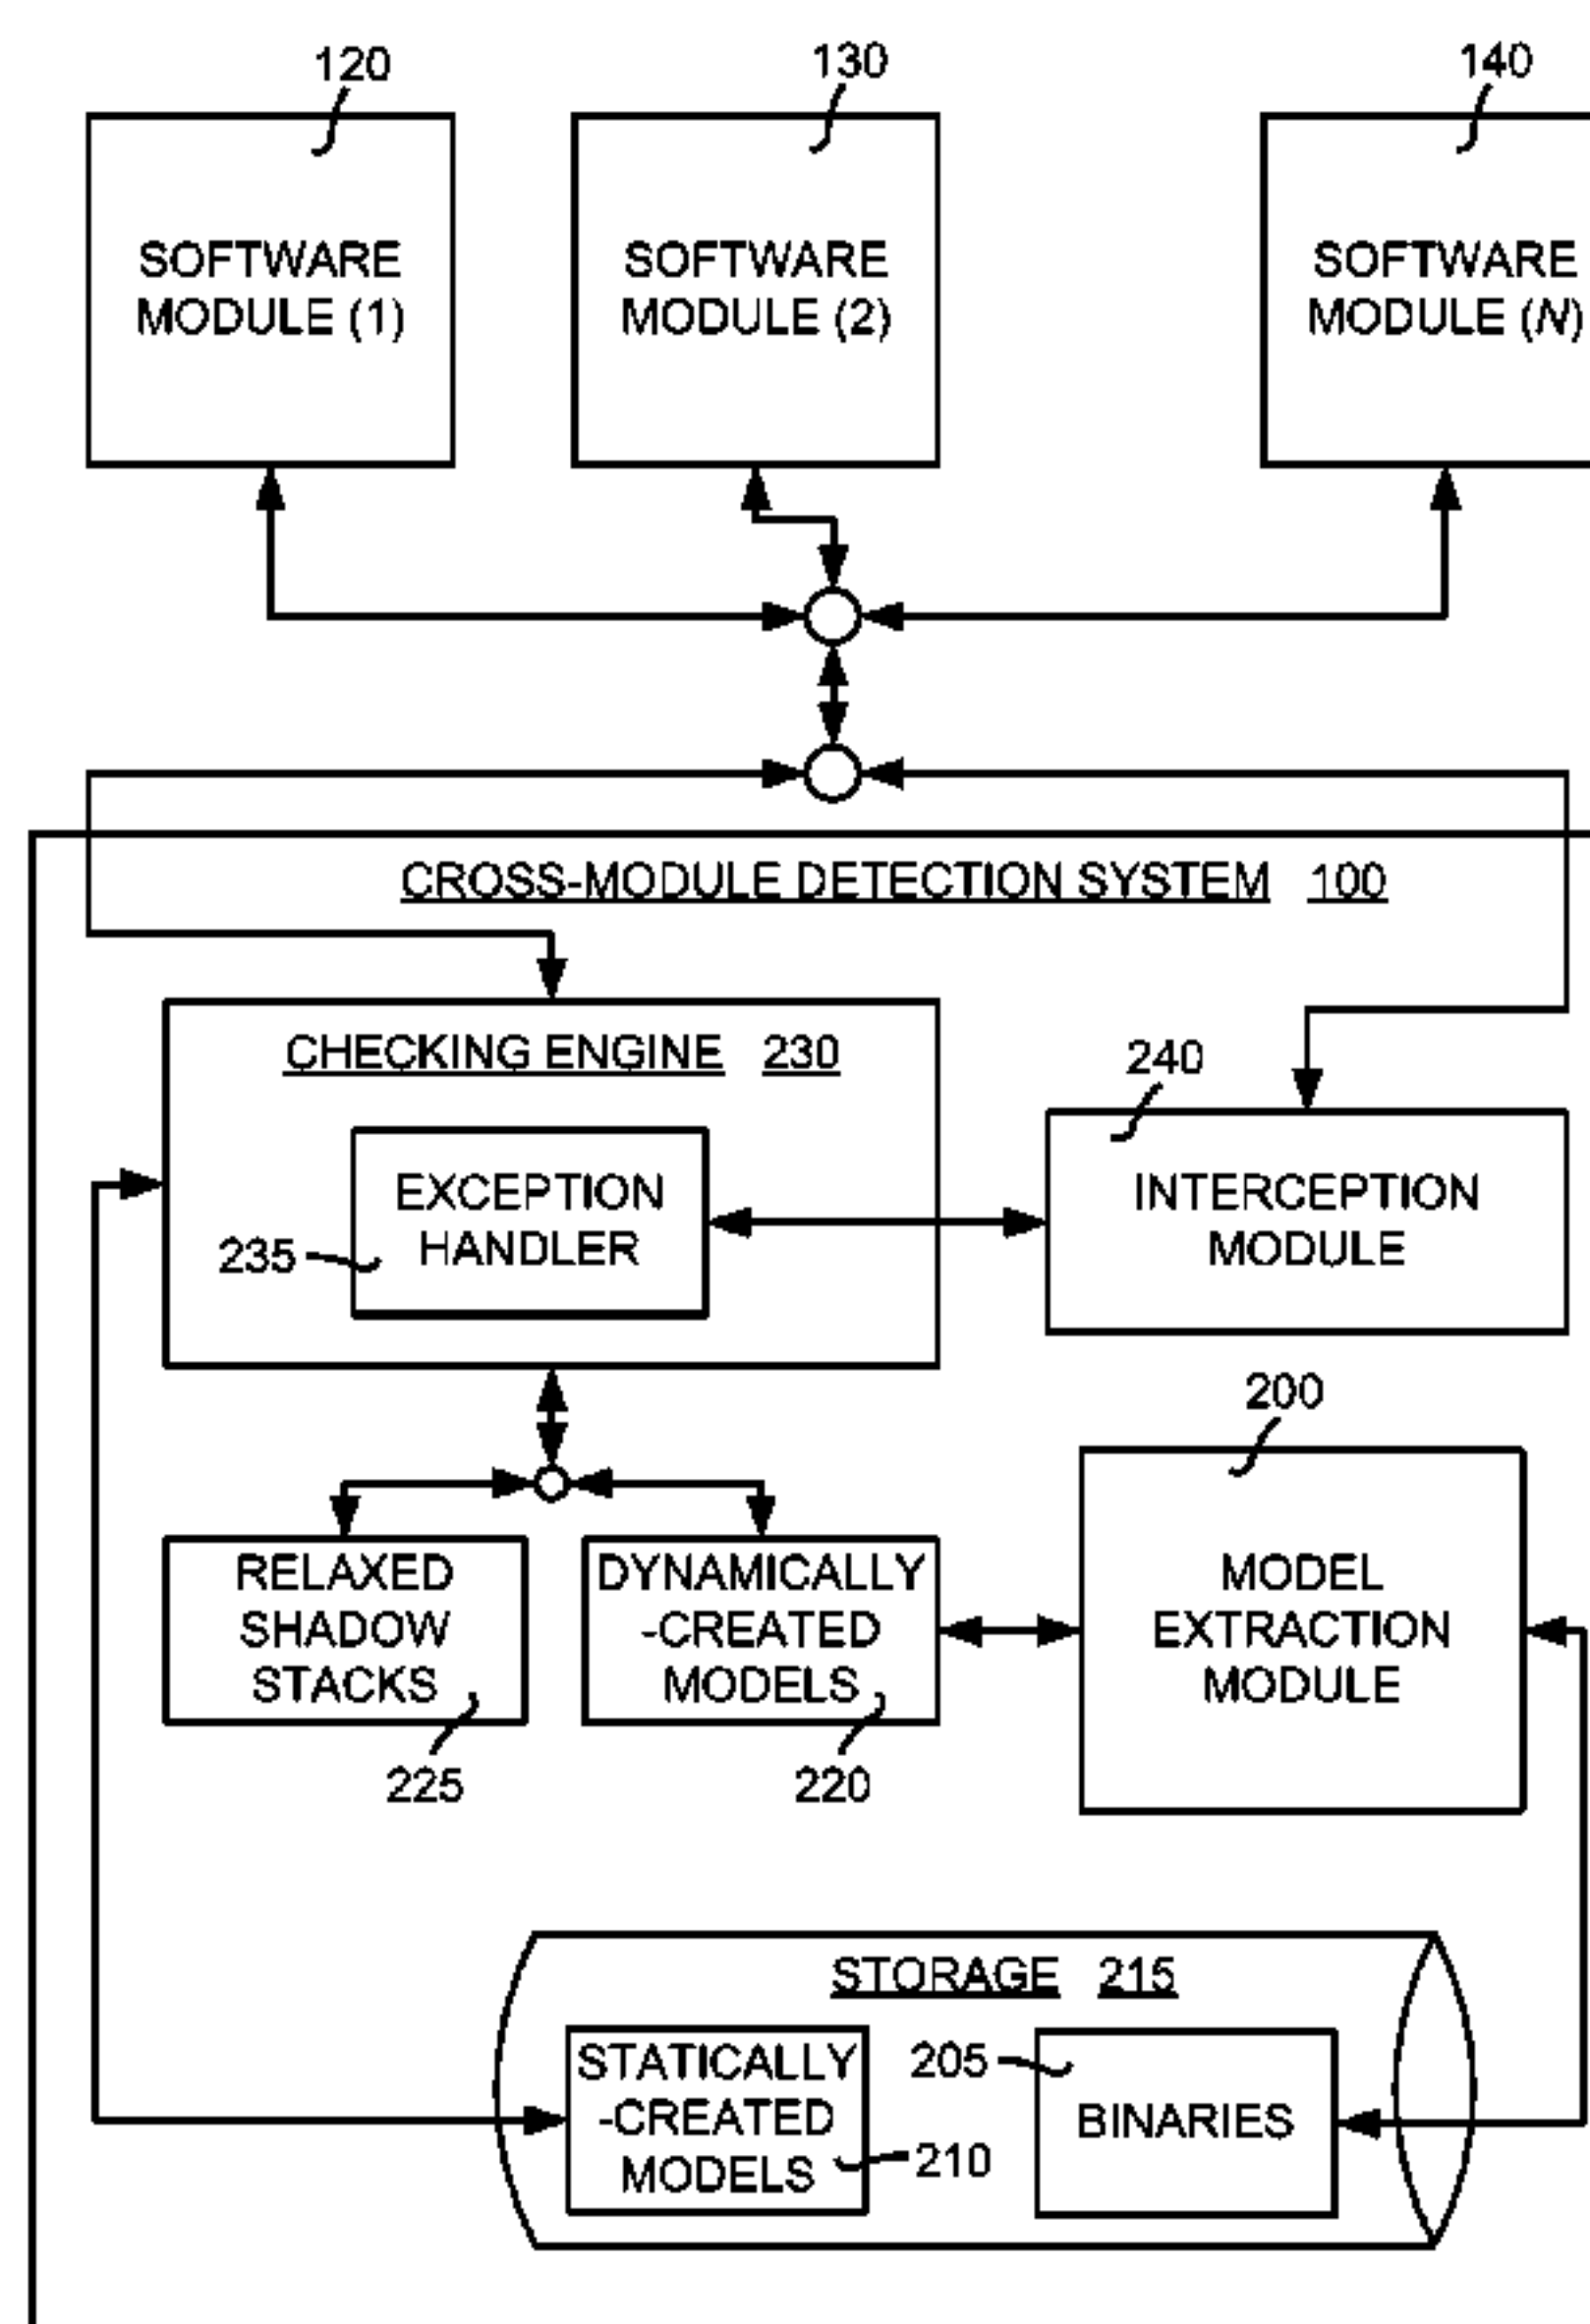 120
130
140
SOFTWARE
MODULE (1)
SOFTWARE
MODULE (2)
SOFTWARE
MODULE (N)
CROSS-MODULE DETECTION SYSTEM 100
CHECKING ENGINE 230
240
EXCEPTION
HANDLER
235
INTERCEPTION
MODULE
200
RELAXED
SHADOW
STACKS
DYNAMICALLY
-CREATED
MODELS
MODEL
EXTRACTION
MODULE
225
220
STORAGE 215
STATICALLY
-CREATED
MODELS
205
BINARIES
210